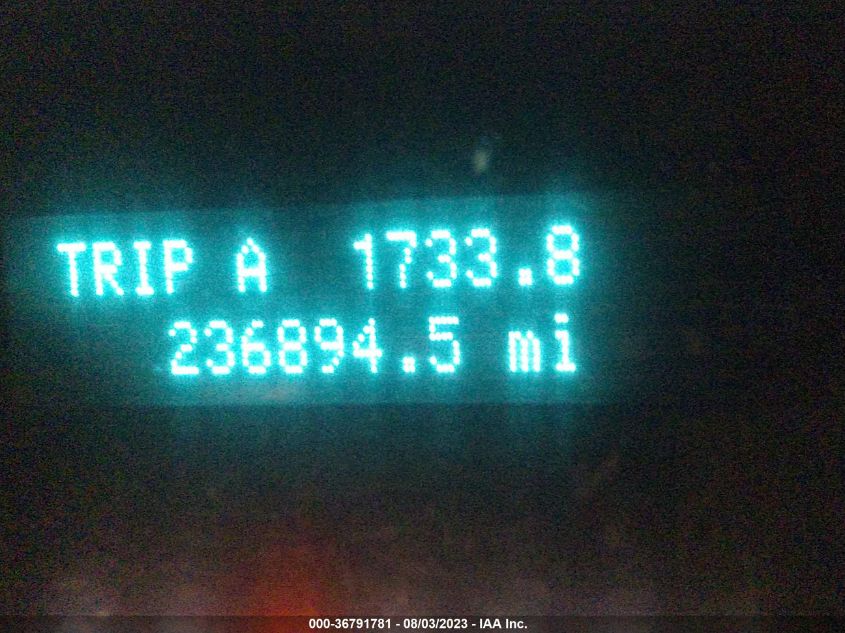 TRIP A 1733.8
236894.5 mi
000-36791781 - 08/03/2023 - IAA Inc.